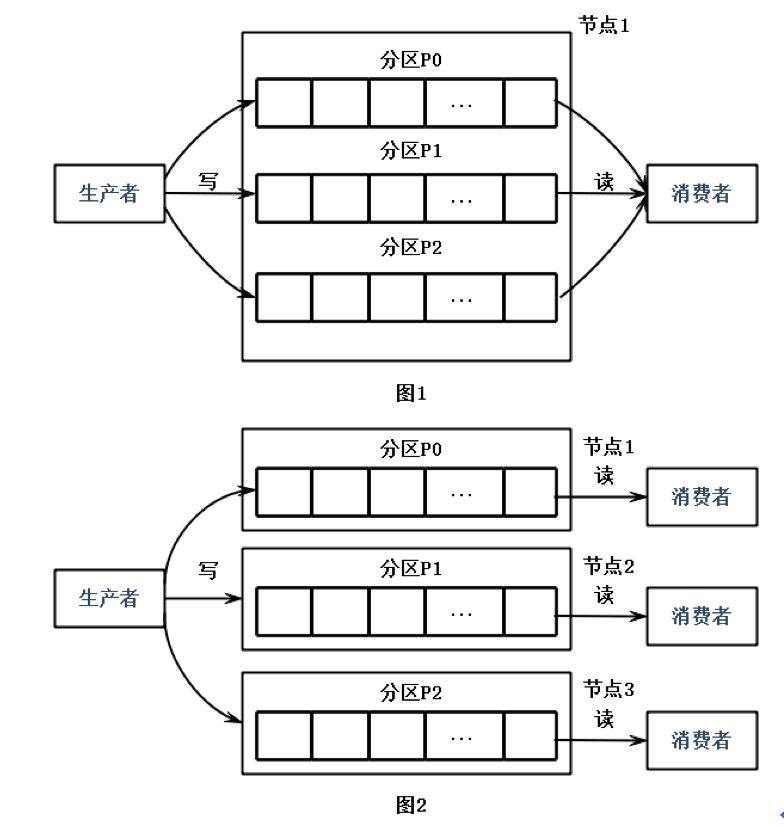 节点1
分区P0
...
分区P1
生产者 写 ... 读 消费者
分区P2
...
图1
分区P0 节点1
读
... 消费者
分区P1 节点2
生产者 写 读
... 消费者
分区P2 节点3
读
... 消费者
图2